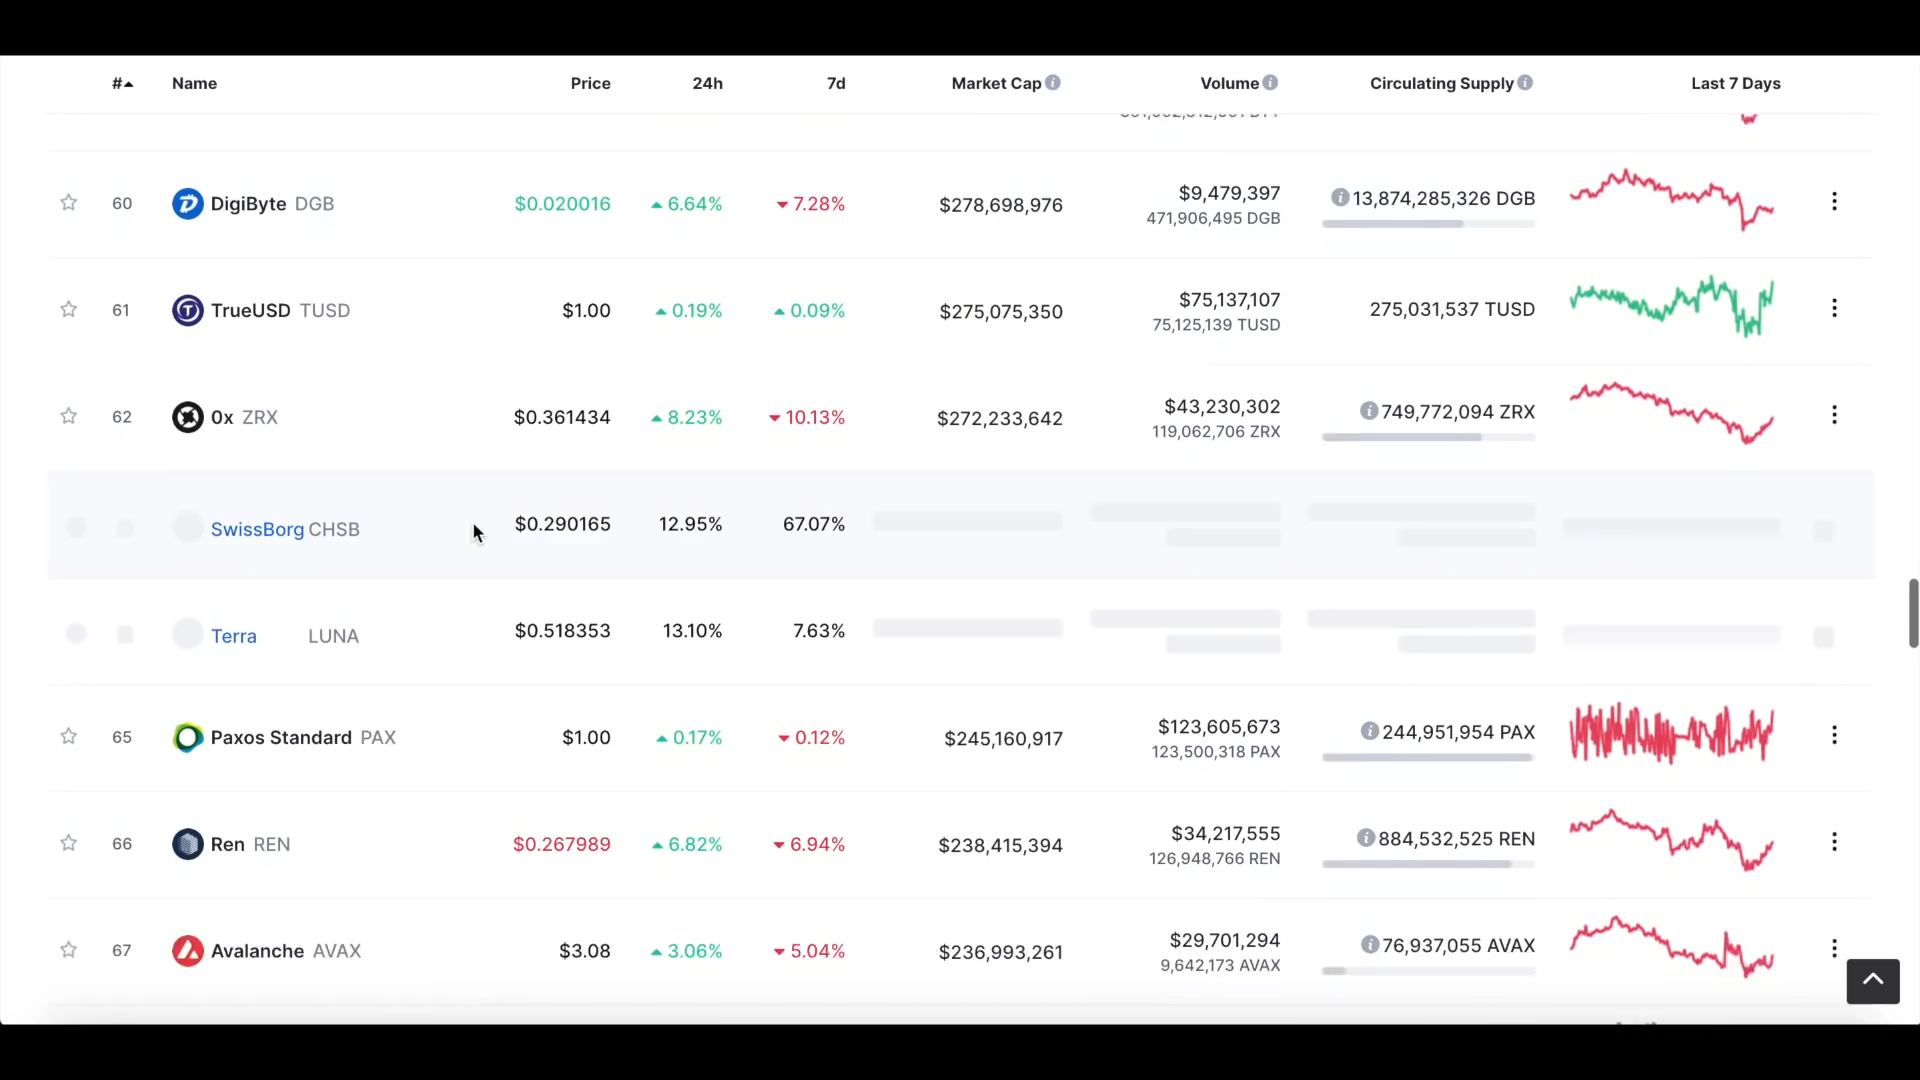 # Name Price 24h 7d Market Cap Volume Circulating Supply Last 7 Days
60 DigiByte DGB $0.020016 6.64% 7.28% $278,698,976 $9,479,397 13,874,285,326 DGB
471,906,495 DGB
61 TrueUSD TUSD $1.00 0.19% 0.09% $275,075,350 $75,137,107 275,031,537 TUSD
75,125,139 TUSD
62 0x ZRX $0.361434 8.23% 10.13% $272,233,642 $43,230,302 749,772,094 ZRX
119,062,706 ZRX
SwissBorg CHSB $0.290165 12.95% 67.07%
Terra LUNA $0.518353 13.10% 7.63%
65 Paxos Standard PAX $1.00 0.17% 0.12% $245,160,917 $123,605,673 244,951,954 PAX
123,500,318 PAX
66 Ren REN $0.267989 6.82% 6.94% $238,415,394 $34,217,555 884,532,525 REN
126,948,766 REN
67 Avalanche AVAX $3.08 3.06% 5.04% $236,993,261 $29,701,294 76,937,055 AVAX
9,642,173 AVAX